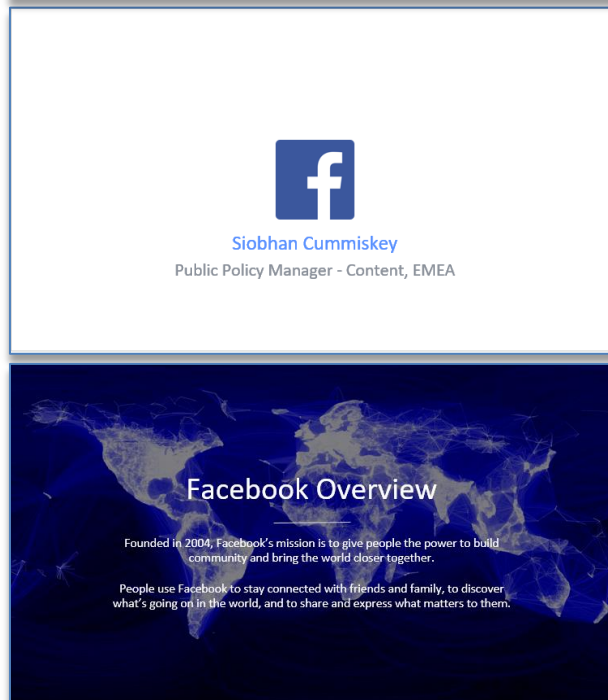 Siobhan Cummiskey
Public Policy Manager - Content, EMEA
Facebook Overview
Founded in 2004, Facebook's mission is to give people the power to build
community and bring the world closer together.
People use Facebook to stay connected with friends and family, to discover
what's going on in the world, and to share and express what matters to them.